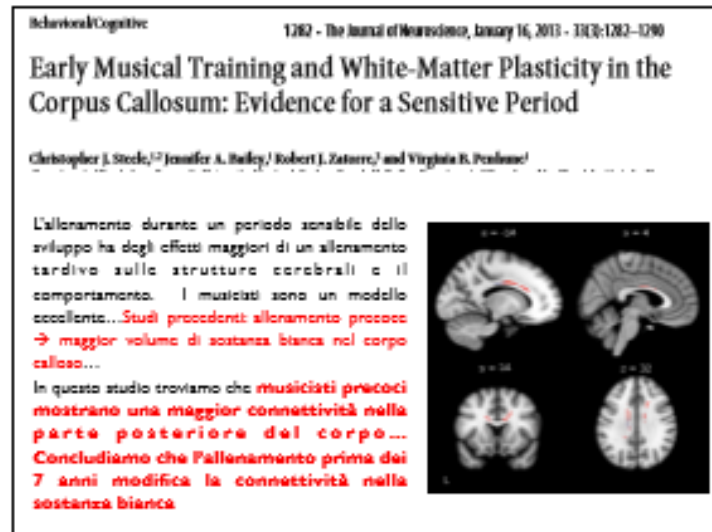 Behavioral/Cognitive
1282 • The Journal of Neuroscience, January 16, 2013 • 33(3):1282–1290
Early Musical Training and White-Matter Plasticity in the
Corpus Callosum: Evidence for a Sensitive Period
Christopher J. Steele,1,2 Jennifer A. Bailey,1 Robert J. Zatorre,3 and Virginia B. Penhune1
L'allenamento durante un periodo sensibile dello
sviluppo ha degli effetti maggiori di un allenamento
tardivo sulle strutture cerebrali e il
comportamento. I musicisti sono un modello
eccellente...Studi precedenti: allenamento precoce
→ maggior volume di sostanza bianca nel corpo
calloso...
In questo studio troviamo che musicisti precoci
mostrano una maggior connettività nella
parte posteriore del corpo...
Concludiamo che l'allenamento prima dei
7 anni modifica la connettività nella
sostanza bianca
L